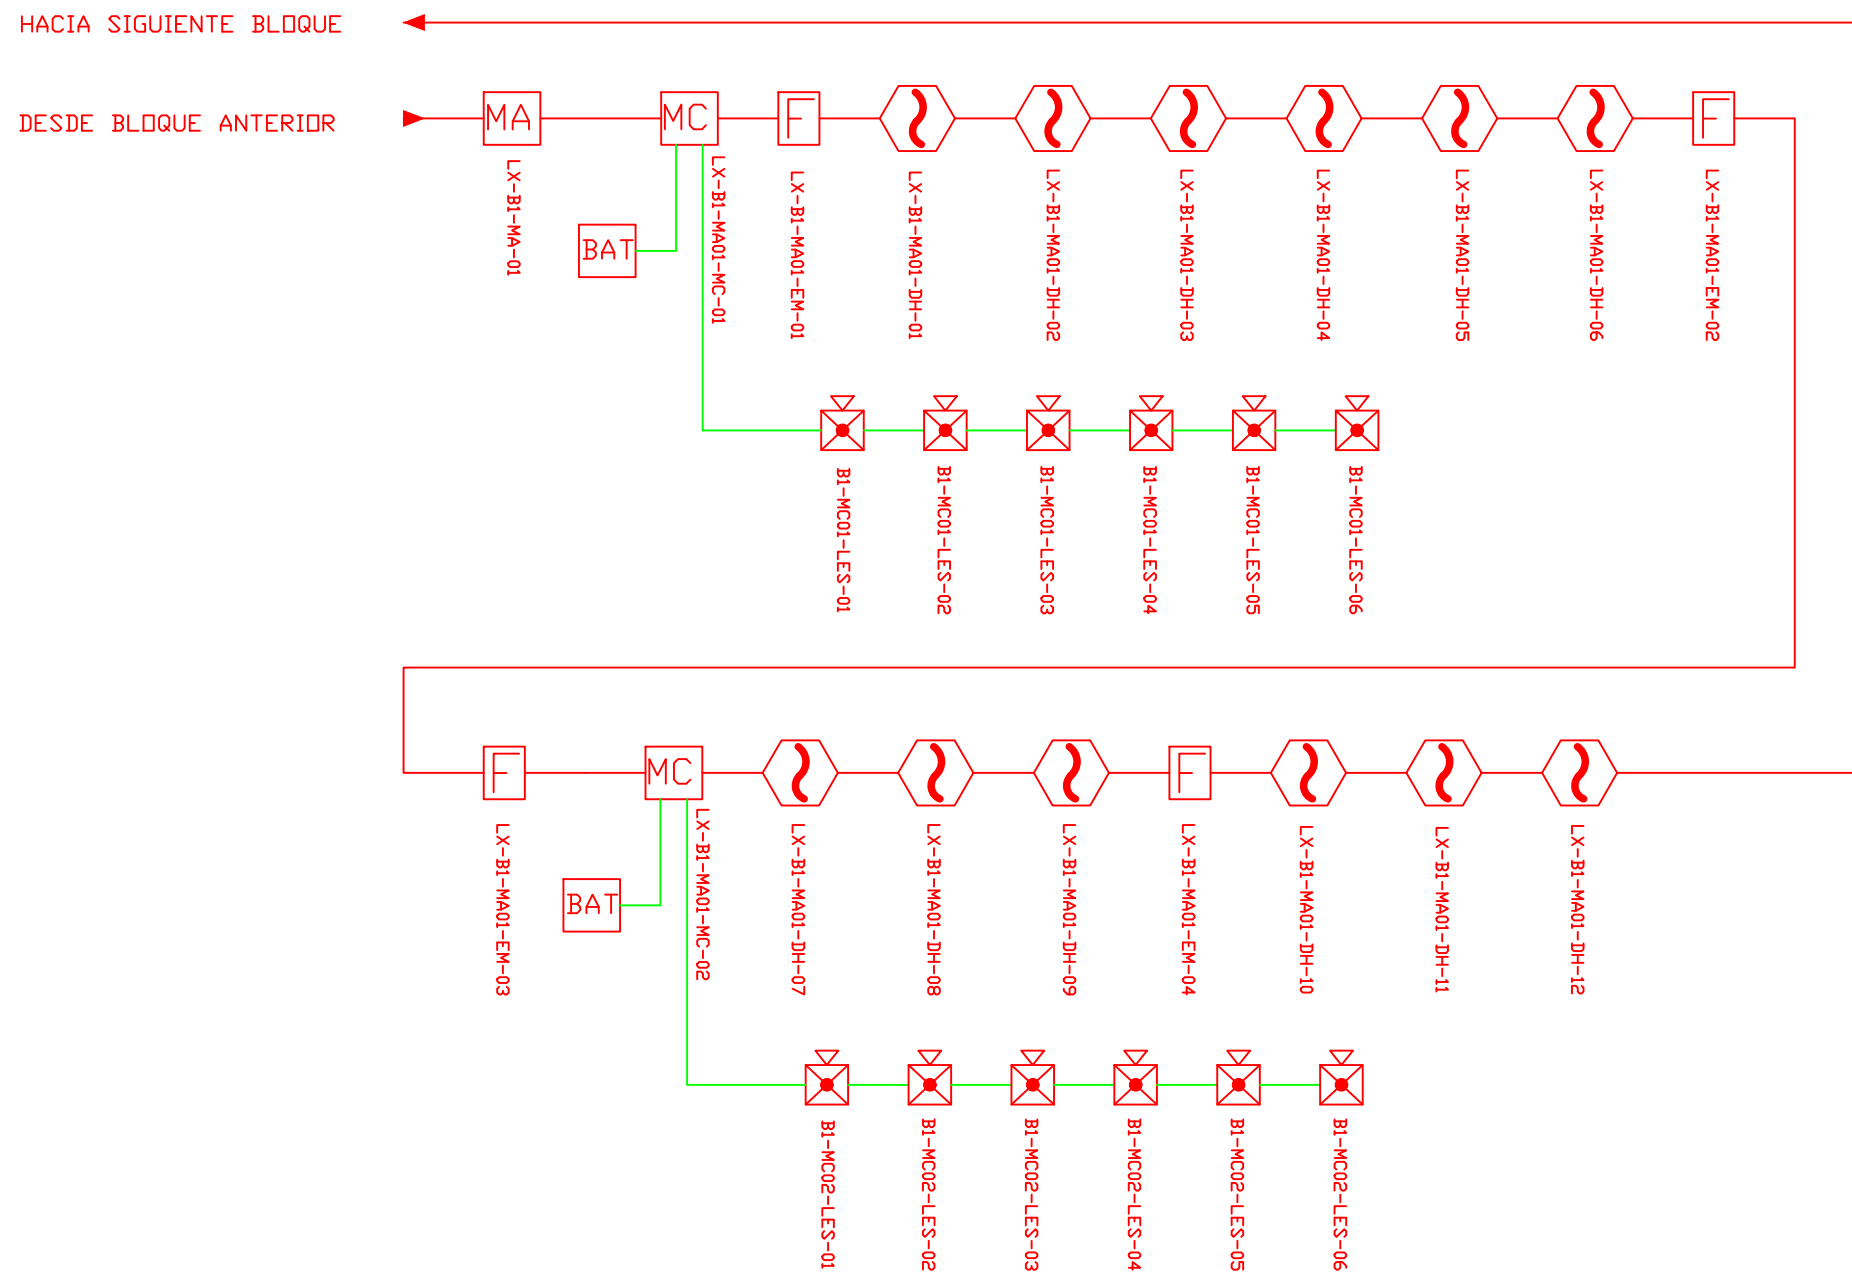 HACIA SIGUIENTE BLOQUE
DESDE BLOQUE ANTERIOR
MA
MC
F
F
LX-B1-MA-01
LX-B1-MA01-MC-01
LX-B1-MA01-EM-01
LX-B1-MA01-DH-01
LX-B1-MA01-DH-02
LX-B1-MA01-DH-03
LX-B1-MA01-DH-04
LX-B1-MA01-DH-05
LX-B1-MA01-DH-06
LX-B1-MA01-EM-02
BAT
B1-MC01-LES-01
B1-MC01-LES-02
B1-MC01-LES-03
B1-MC01-LES-04
B1-MC01-LES-05
B1-MC01-LES-06
F
MC
F
LX-B1-MA01-EM-03
LX-B1-MA01-MC-02
LX-B1-MA01-DH-07
LX-B1-MA01-DH-08
LX-B1-MA01-DH-09
LX-B1-MA01-EM-04
LX-B1-MA01-DH-10
LX-B1-MA01-DH-11
LX-B1-MA01-DH-12
BAT
B1-MC02-LES-01
B1-MC02-LES-02
B1-MC02-LES-03
B1-MC02-LES-04
B1-MC02-LES-05
B1-MC02-LES-06